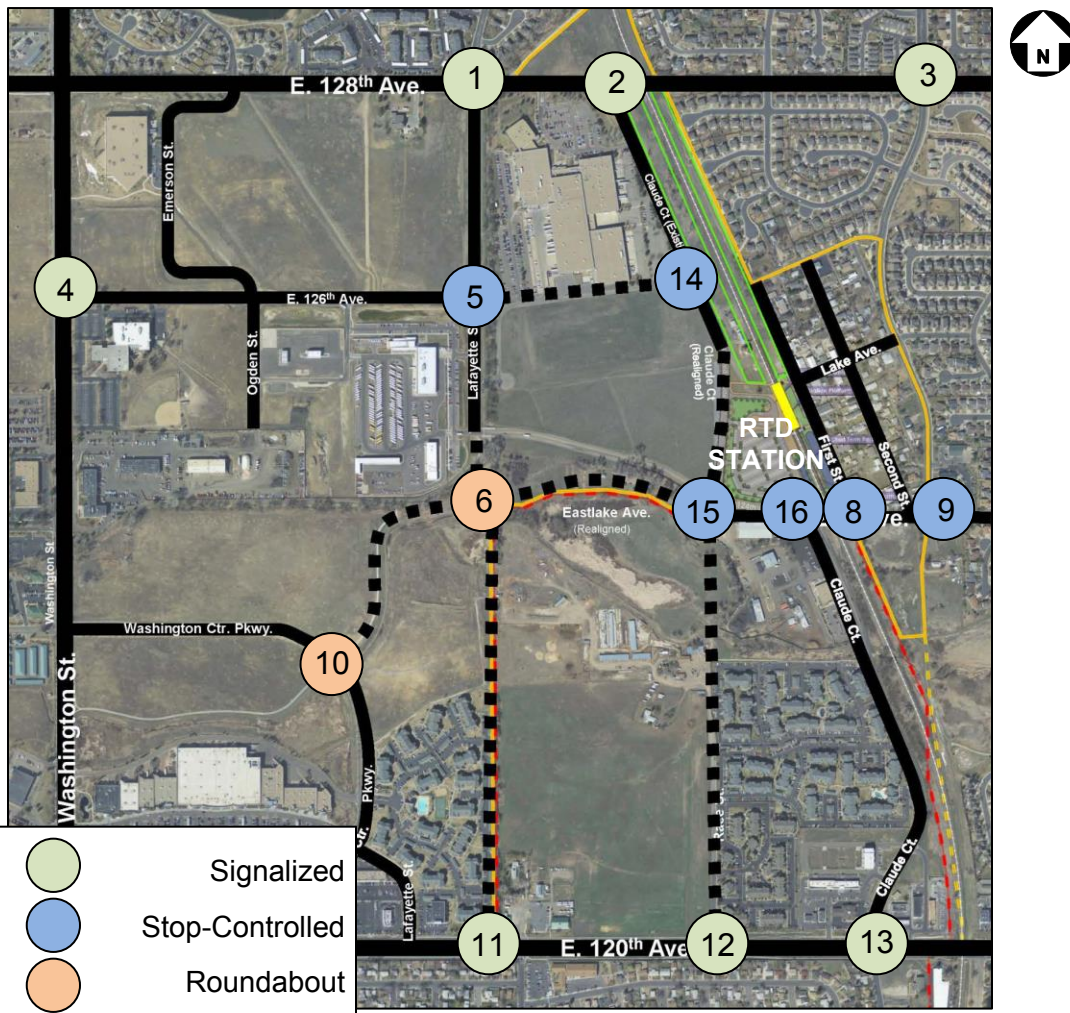 N
1
2
3
E. 128th Ave.
Emerson St.
Claude Ct (Existi
4
5
14
E. 126th Ave.
Ogden St.
Lafayette S
Claude Ct
(Realigned)
Lake Ave.
RTD
STATION
First St.
Second St.
6
15
16
8
9
Eastlake Ave.
(Realigned)
ve.
Washington St
Washington Ctr. Pkwy.
10
Claude Ct.
Washington St.
Pkwy.
Ctr.
Lafayette St.
Claude Ct.
11
E. 120th Ave
12
13
Signalized
Stop-Controlled
Roundabout